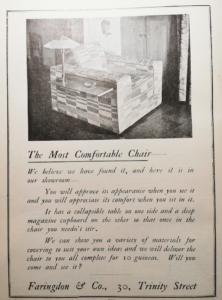 The Most Comfortable Chair—
We believe we have found it, and here it is in
our showroom—
You will approve its appearance when you see it
and you will appreciate its comfort when you sit in it.
It has a collapsible table on one side and a deep
magazine cupboard on the other so that once in the
chair you needn't stir.
We can show you a variety of materials for
covering to suit your own ideas and we will deliver the
chair to you all complete for 10 guineas. Will you
come and see it?
Faringdon & Co., 30, Trinity Street